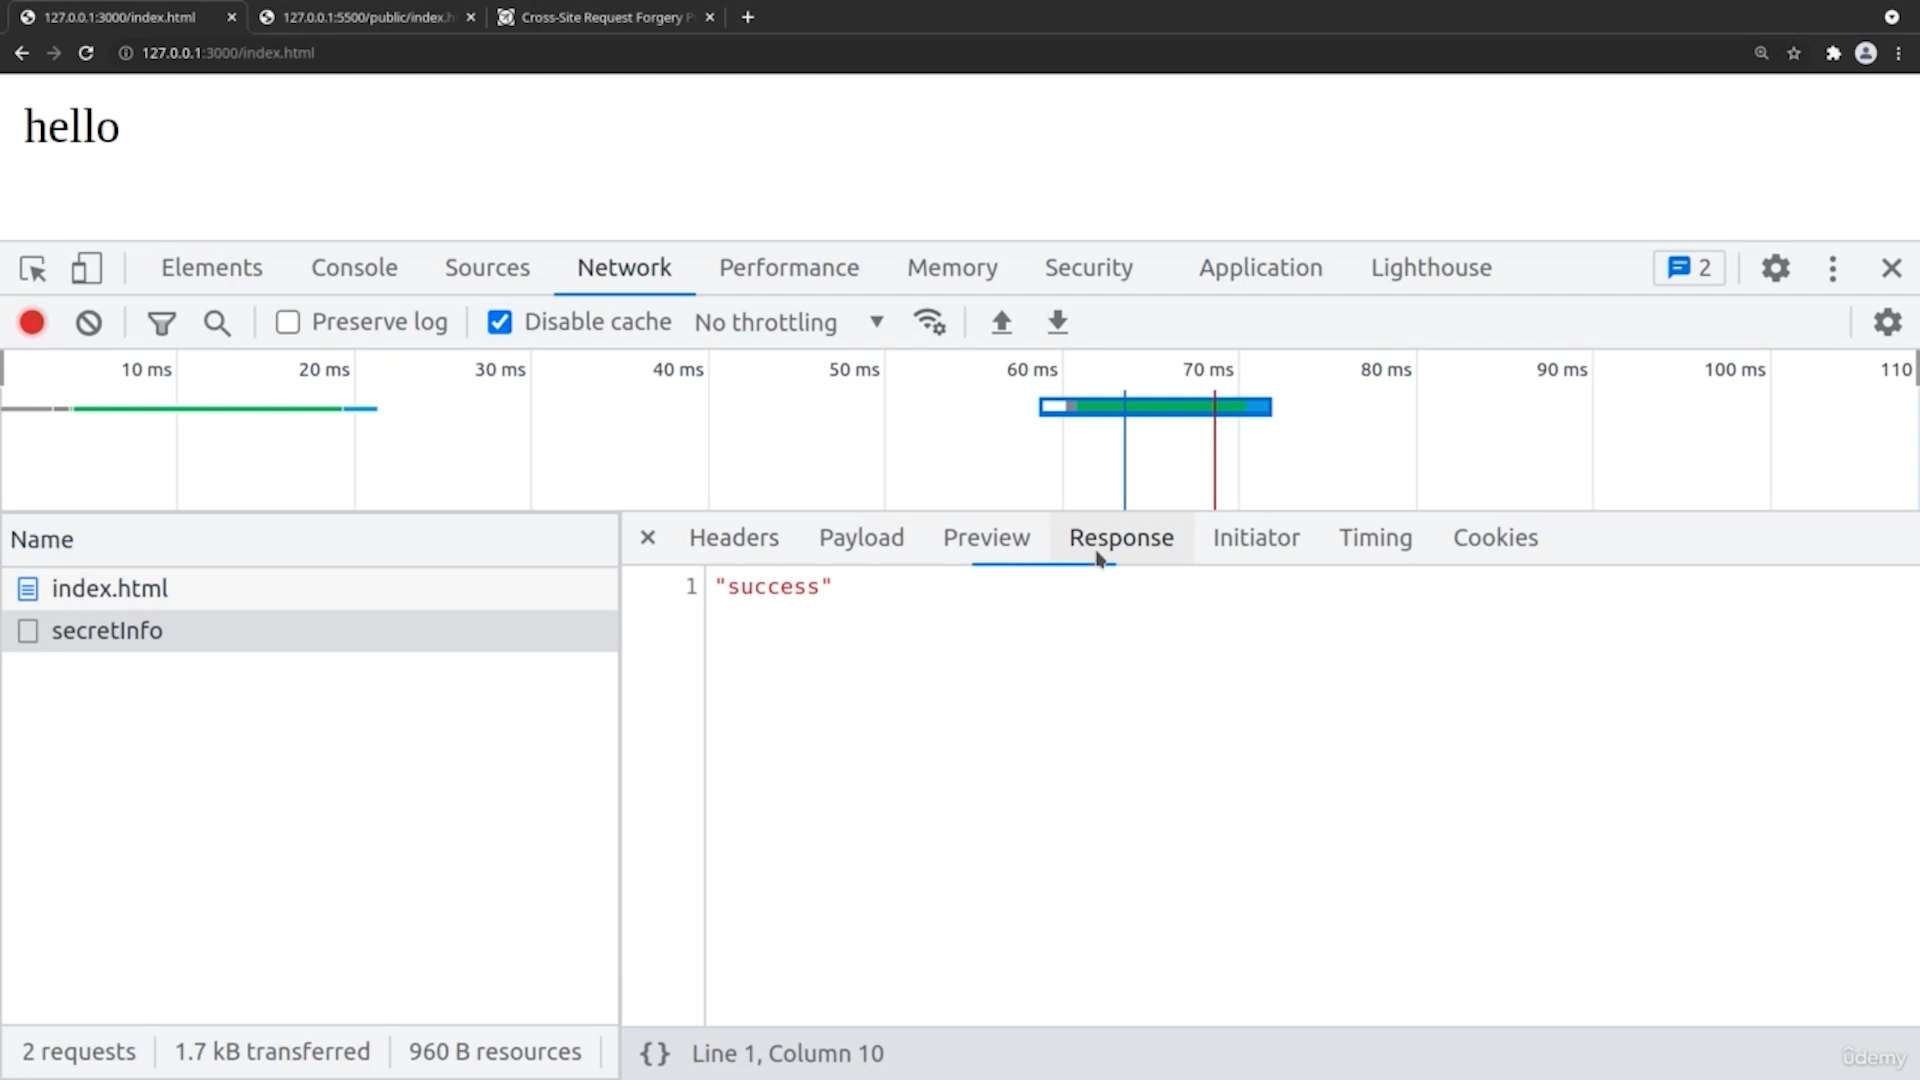 127.0.0.1:3000/index.html
127.0.0.1:5500/public/index.h
Cross-Site Request Forgery P
127.0.0.1:3000/index.html
hello
Elements Console Sources Network Performance Memory Security Application Lighthouse 2
Preserve log Disable cache No throttling
10 ms 20 ms 30 ms 40 ms 50 ms 60 ms 70 ms 80 ms 90 ms 100 ms 110
Name
Headers Payload Preview Response Initiator Timing Cookies
index.html
1 "success"
secretInfo
2 requests 1.7 kB transferred 960 B resources
{} Line 1, Column 10
ûdemy